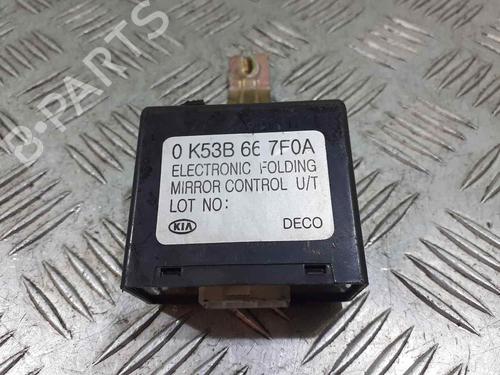 B-PARTS
0 K53B 66 7F0A
ELECTRONIC FOLDING
MIRROR CONTROL U/T
LOT NO:
KIA DECO